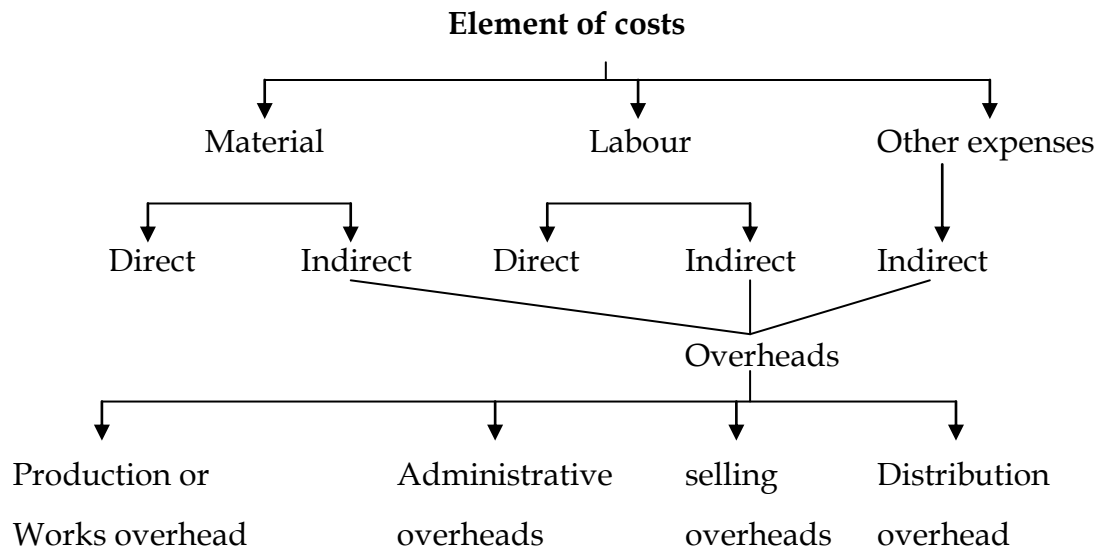 Element of costs
Material Labour Other expenses
Direct Indirect Direct Indirect Indirect
Overheads
Production or Administrative selling Distribution
Works overhead overheads overheads overhead